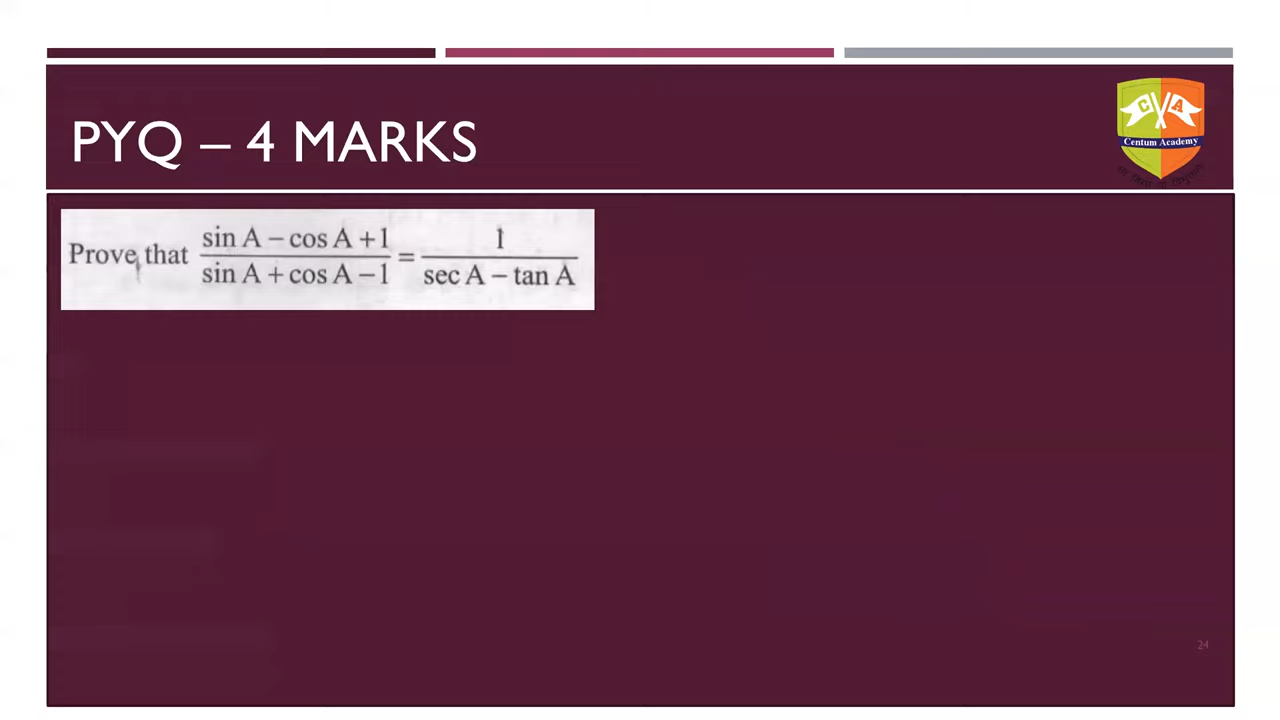 PYQ – 4 MARKS
C A
Centum Academy
Prove that (sin A − cos A + 1)/(sin A + cos A − 1) = 1/(sec A − tan A)
24